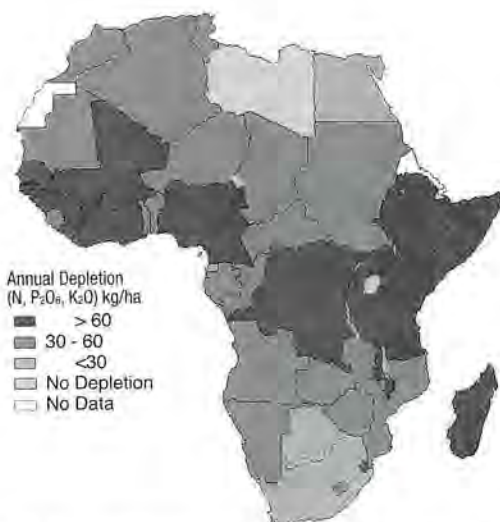 Annual Depletion
(N, P₂O₅, K₂O) kg/ha
> 60
30 - 60
<30
No Depletion
No Data